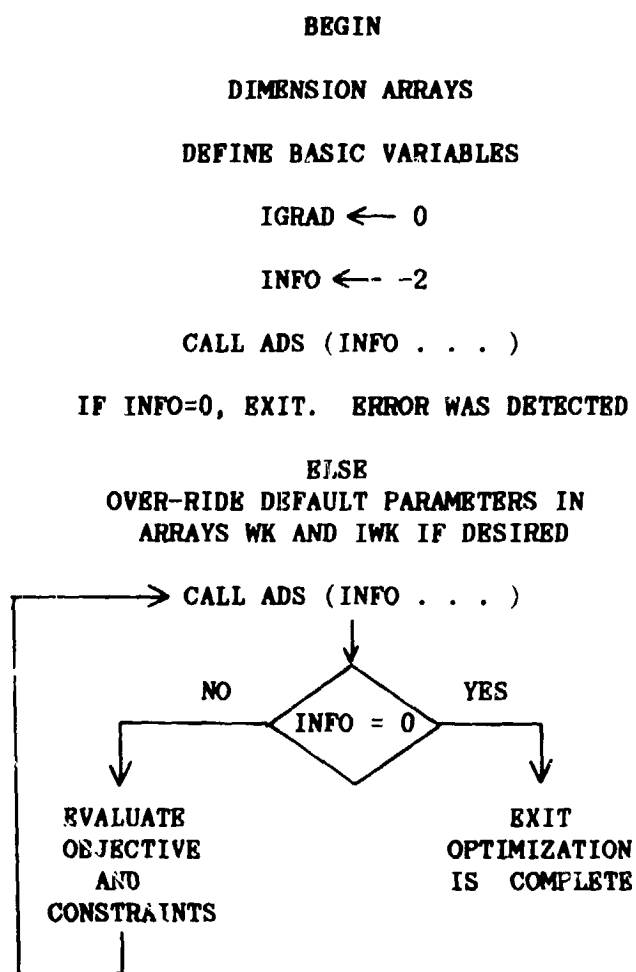 BEGIN
DIMENSION ARRAYS
DEFINE BASIC VARIABLES
IGRAD <-- 0
INFO <-- -2
CALL ADS (INFO . . . )
IF INFO=0, EXIT. ERROR WAS DETECTED
ELSE
OVER-RIDE DEFAULT PARAMETERS IN
ARRAYS WK AND IWK IF DESIRED
CALL ADS (INFO . . . )
NO
YES
INFO = 0
EVALUATE
OBJECTIVE
AND
CONSTRAINTS
EXIT
OPTIMIZATION
IS COMPLETE